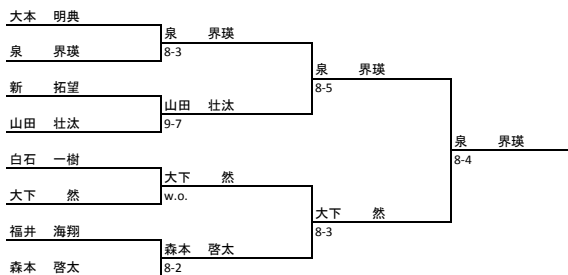 大本　明典
泉　界瑛
8-3
泉　界瑛
新　拓望
泉　界瑛
8-5
山田　壮汰
山田　壮汰
9-7
泉　界瑛
8-4
白石　一樹
大下　然
w.o.
大下　然
大下　然
8-3
福井　海翔
森本　啓太
8-2
森本　啓太